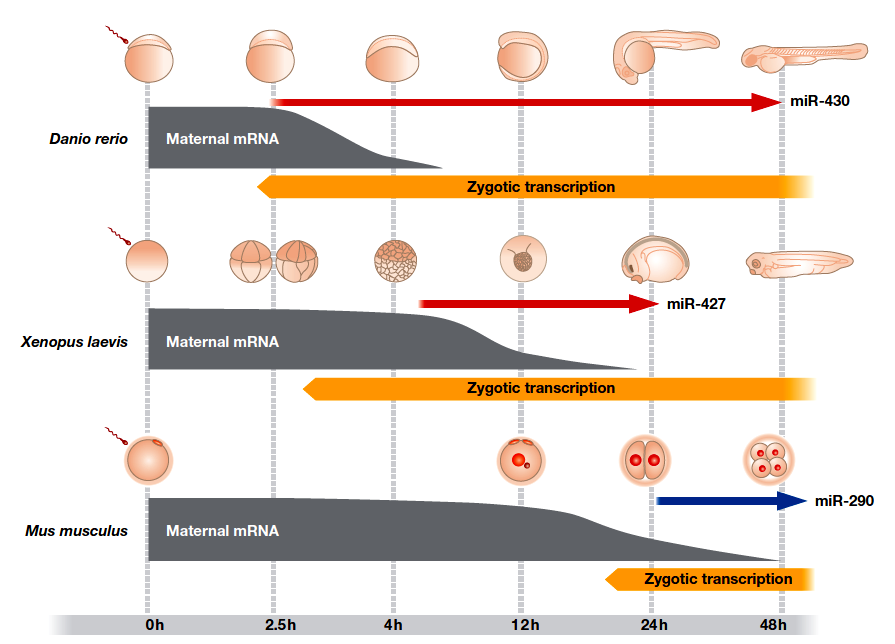 miR-430
Danio rerio
Maternal mRNA
Zygotic transcription
miR-427
Xenopus laevis
Maternal mRNA
Zygotic transcription
miR-290
Mus musculus
Maternal mRNA
Zygotic transcription
0h 2.5h 4h 12h 24h 48h